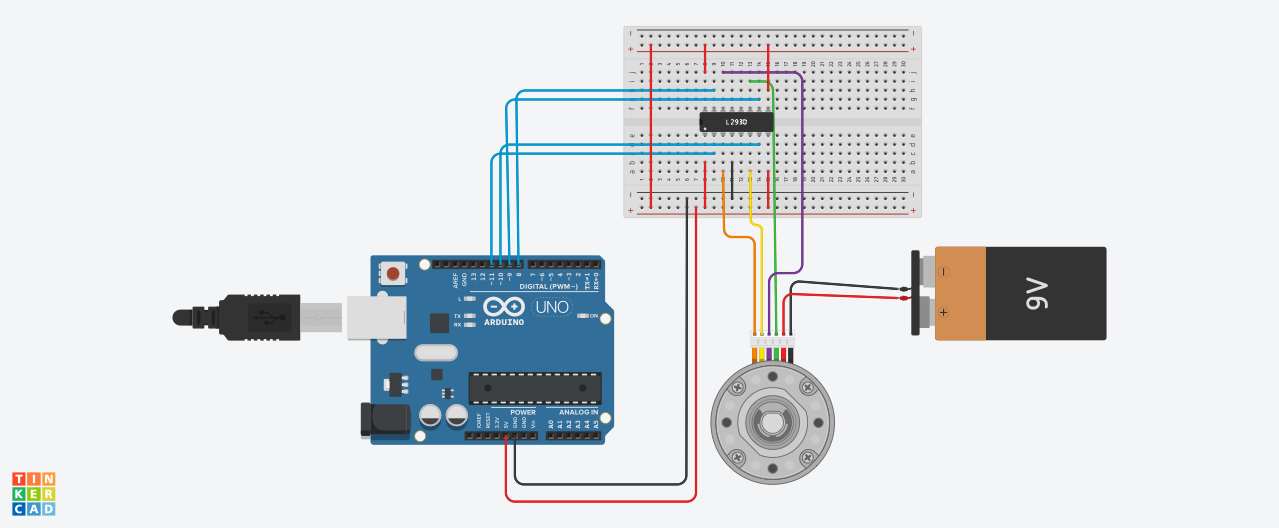 L293D
AREF
GND
13
12
~11
~10
~9
8
7
~6
~5
4
~3
2
TX→1
RX←0
DIGITAL (PWM~)
L
TX
RX
ARDUINO
UNO
ON
POWER
ANALOG IN
IOREF
RESET
3.3V
5V
GND
GND
Vin
A0
A1
A2
A3
A4
A5
9V
TIN
KER
CAD